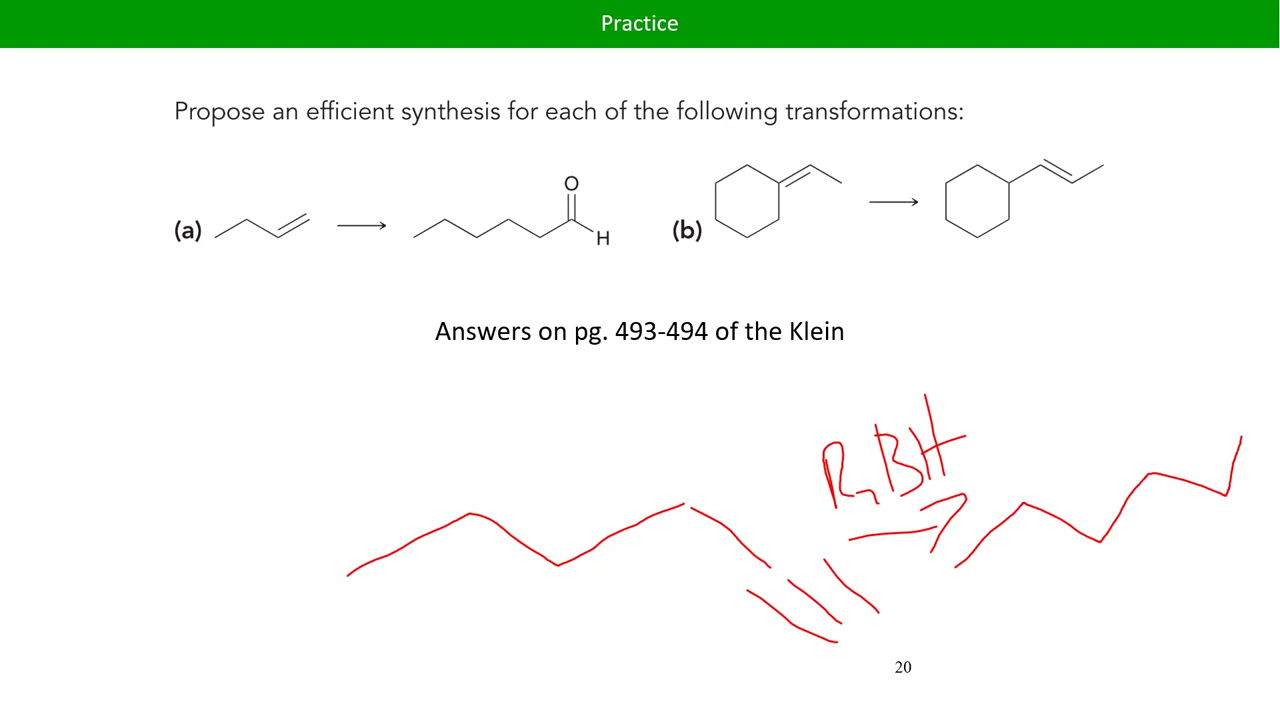 Practice
Propose an efficient synthesis for each of the following transformations:
O
H
(a)
(b)
Answers on pg. 493-494 of the Klein
R₂BH
20